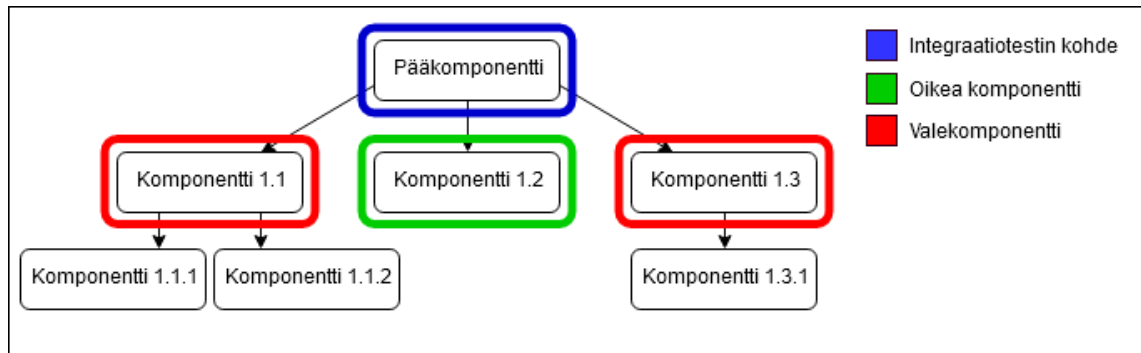 Pääkomponentti
Komponentti 1.1
Komponentti 1.2
Komponentti 1.3
Komponentti 1.1.1
Komponentti 1.1.2
Komponentti 1.3.1
Integraatiotestin kohde
Oikea komponentti
Valekomponentti